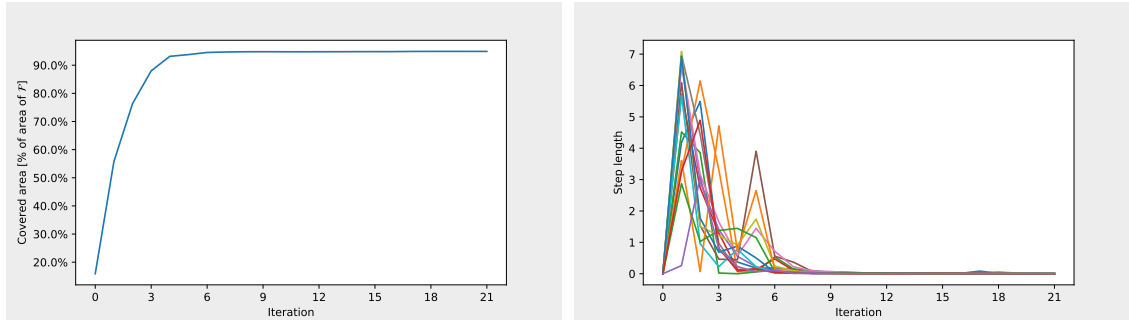 90.0%
80.0%
70.0%
60.0%
50.0%
40.0%
30.0%
20.0%
Covered area [% of area of ℱ]
0 3 6 9 12 15 18 21
Iteration
7
6
5
4
3
2
1
0
Step length
0 3 6 9 12 15 18 21
Iteration